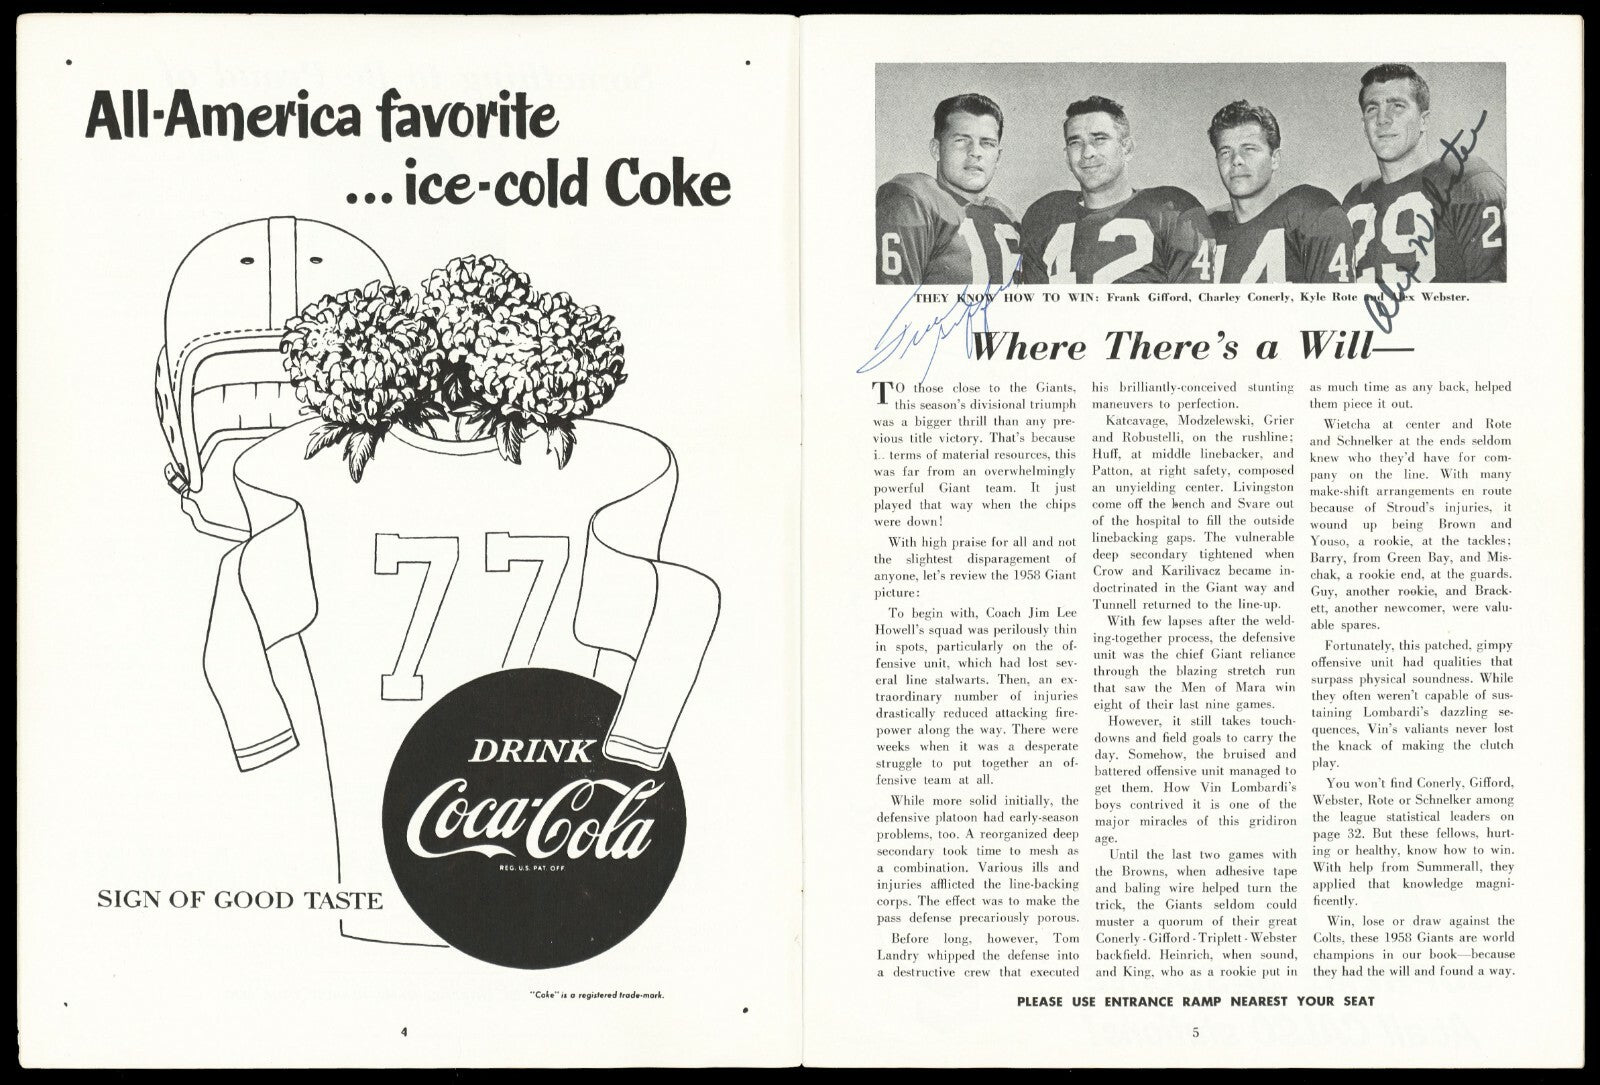 All-America favorite
... ice-cold Coke
77
DRINK
Coca-Cola
REG. U.S. PAT. OFF.
SIGN OF GOOD TASTE
"Coke" is a registered trade-mark.
4
16 42 4 44 4 29 2
Frank Gifford
Alex Webster
THEY KNOW HOW TO WIN: Frank Gifford, Charley Conerly, Kyle Rote and Alex Webster.
Where There's a Will—
TO those close to the Giants,
this season's divisional triumph
was a bigger thrill than any pre-
vious title victory. That's because
i.. terms of material resources, this
was far from an overwhelmingly
powerful Giant team. It just
played that way when the chips
were down!
With high praise for all and not
the slightest disparagement of
anyone, let's review the 1958 Giant
picture:
To begin with, Coach Jim Lee
Howell's squad was perilously thin
in spots, particularly on the of-
fensive unit, which had lost sev-
eral line stalwarts. Then, an ex-
traordinary number of injuries
drastically reduced attacking fire-
power along the way. There were
weeks when it was a desperate
struggle to put together an of-
fensive team at all.
While more solid initially, the
defensive platoon had early-season
problems, too. A reorganized deep
secondary took time to mesh as
a combination. Various ills and
injuries afflicted the line-backing
corps. The effect was to make the
pass defense precariously porous.
Before long, however, Tom
Landry whipped the defense into
a destructive crew that executed
his brilliantly-conceived stunting
maneuvers to perfection.
Katcavage, Modzelewski, Grier
and Robustelli, on the rushline;
Huff, at middle linebacker, and
Patton, at right safety, composed
an unyielding center. Livingston
come off the bench and Svare out
of the hospital to fill the outside
linebacking gaps. The vulnerable
deep secondary tightened when
Crow and Karilivacz became in-
doctrinated in the Giant way and
Tunnell returned to the line-up.
With few lapses after the weld-
ing-together process, the defensive
unit was the chief Giant reliance
through the blazing stretch run
that saw the Men of Mara win
eight of their last nine games.
However, it still takes touch-
downs and field goals to carry the
day. Somehow, the bruised and
battered offensive unit managed to
get them. How Vin Lombardi's
boys contrived it is one of the
major miracles of this gridiron
age.
Until the last two games with
the Browns, when adhesive tape
and baling wire helped turn the
trick, the Giants seldom could
muster a quorum of their great
Conerly-Gifford-Triplett-Webster
backfield. Heinrich, when sound,
and King, who as a rookie put in
as much time as any back, helped
them piece it out.
Wietcha at center and Rote
and Schnelker at the ends seldom
knew who they'd have for com-
pany on the line. With many
make-shift arrangements en route
because of Stroud's injuries, it
wound up being Brown and
Youso, a rookie, at the tackles;
Barry, from Green Bay, and Mis-
chak, a rookie end, at the guards.
Guy, another rookie, and Brack-
ett, another newcomer, were valu-
able spares.
Fortunately, this patched, gimpy
offensive unit had qualities that
surpass physical soundness. While
they often weren't capable of sus-
taining Lombardi's dazzling se-
quences, Vin's valiants never lost
the knack of making the clutch
play.
You won't find Conerly, Gifford,
Webster, Rote or Schnelker among
the league statistical leaders on
page 32. But these fellows, hurt-
ing or healthy, know how to win.
With help from Summerall, they
applied that knowledge magni-
ficently.
Win, lose or draw against the
Colts, these 1958 Giants are world
champions in our book—because
they had the will and found a way.
PLEASE USE ENTRANCE RAMP NEAREST YOUR SEAT
5